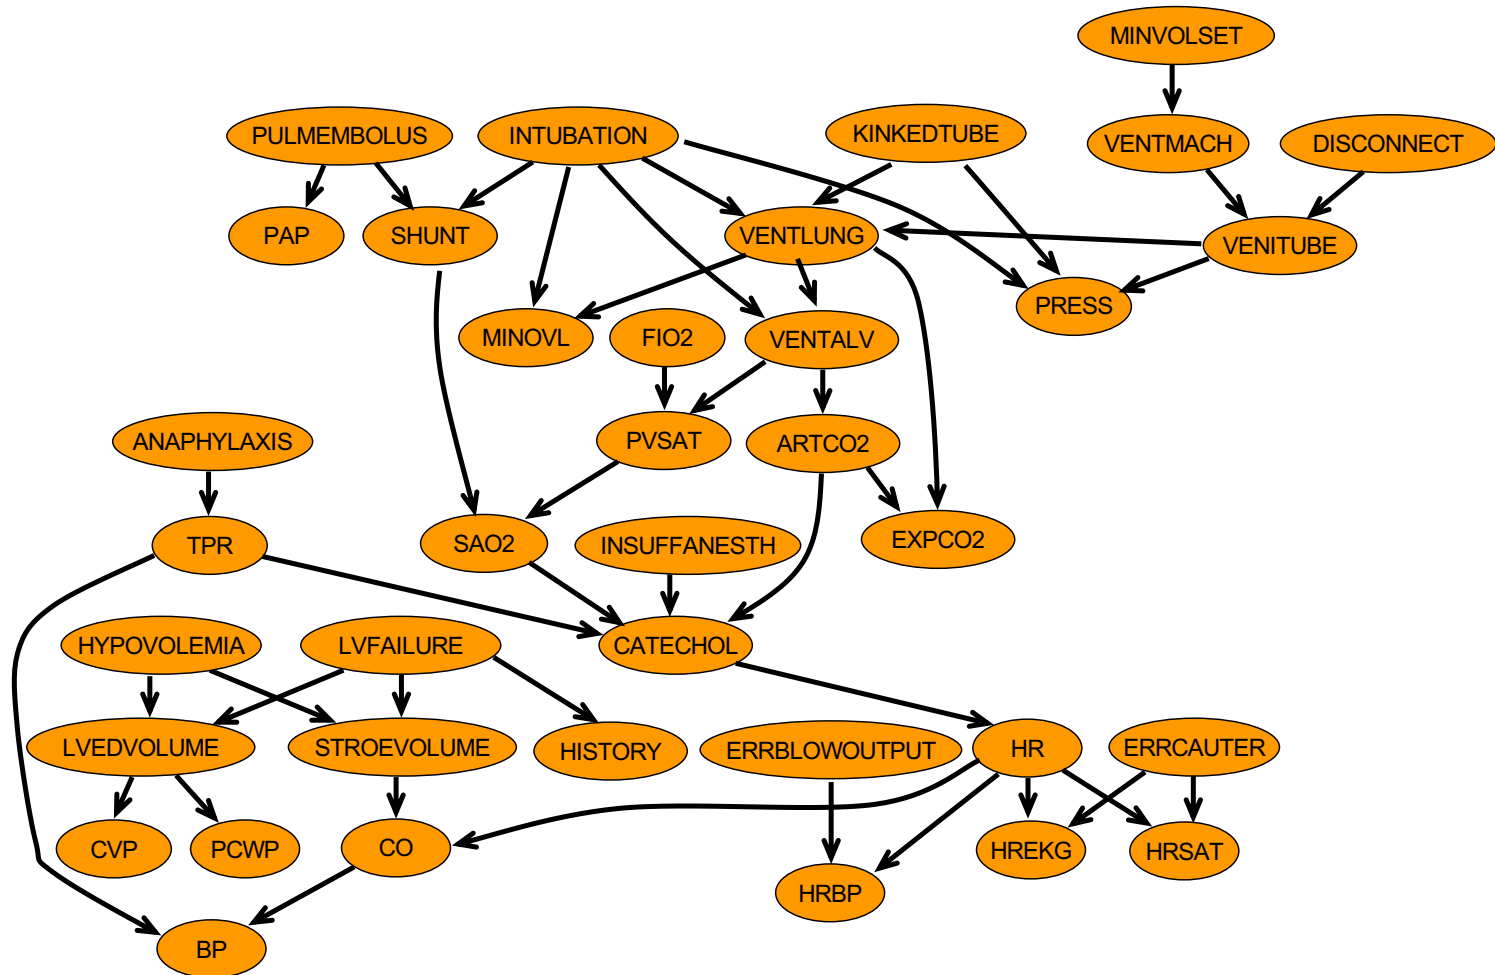 MINVOLSET
PULMEMBOLUS
INTUBATION
KINKEDTUBE
VENTMACH
DISCONNECT
PAP
SHUNT
VENTLUNG
VENITUBE
PRESS
MINOVL
FIO2
VENTALV
ANAPHYLAXIS
PVSAT
ARTCO2
TPR
SAO2
INSUFFANESTH
EXPCO2
HYPOVOLEMIA
LVFAILURE
CATECHOL
LVEDVOLUME
STROEVOLUME
HISTORY
ERRBLOWOUTPUT
HR
ERRCAUTER
CVP
PCWP
CO
HREKG
HRSAT
HRBP
BP